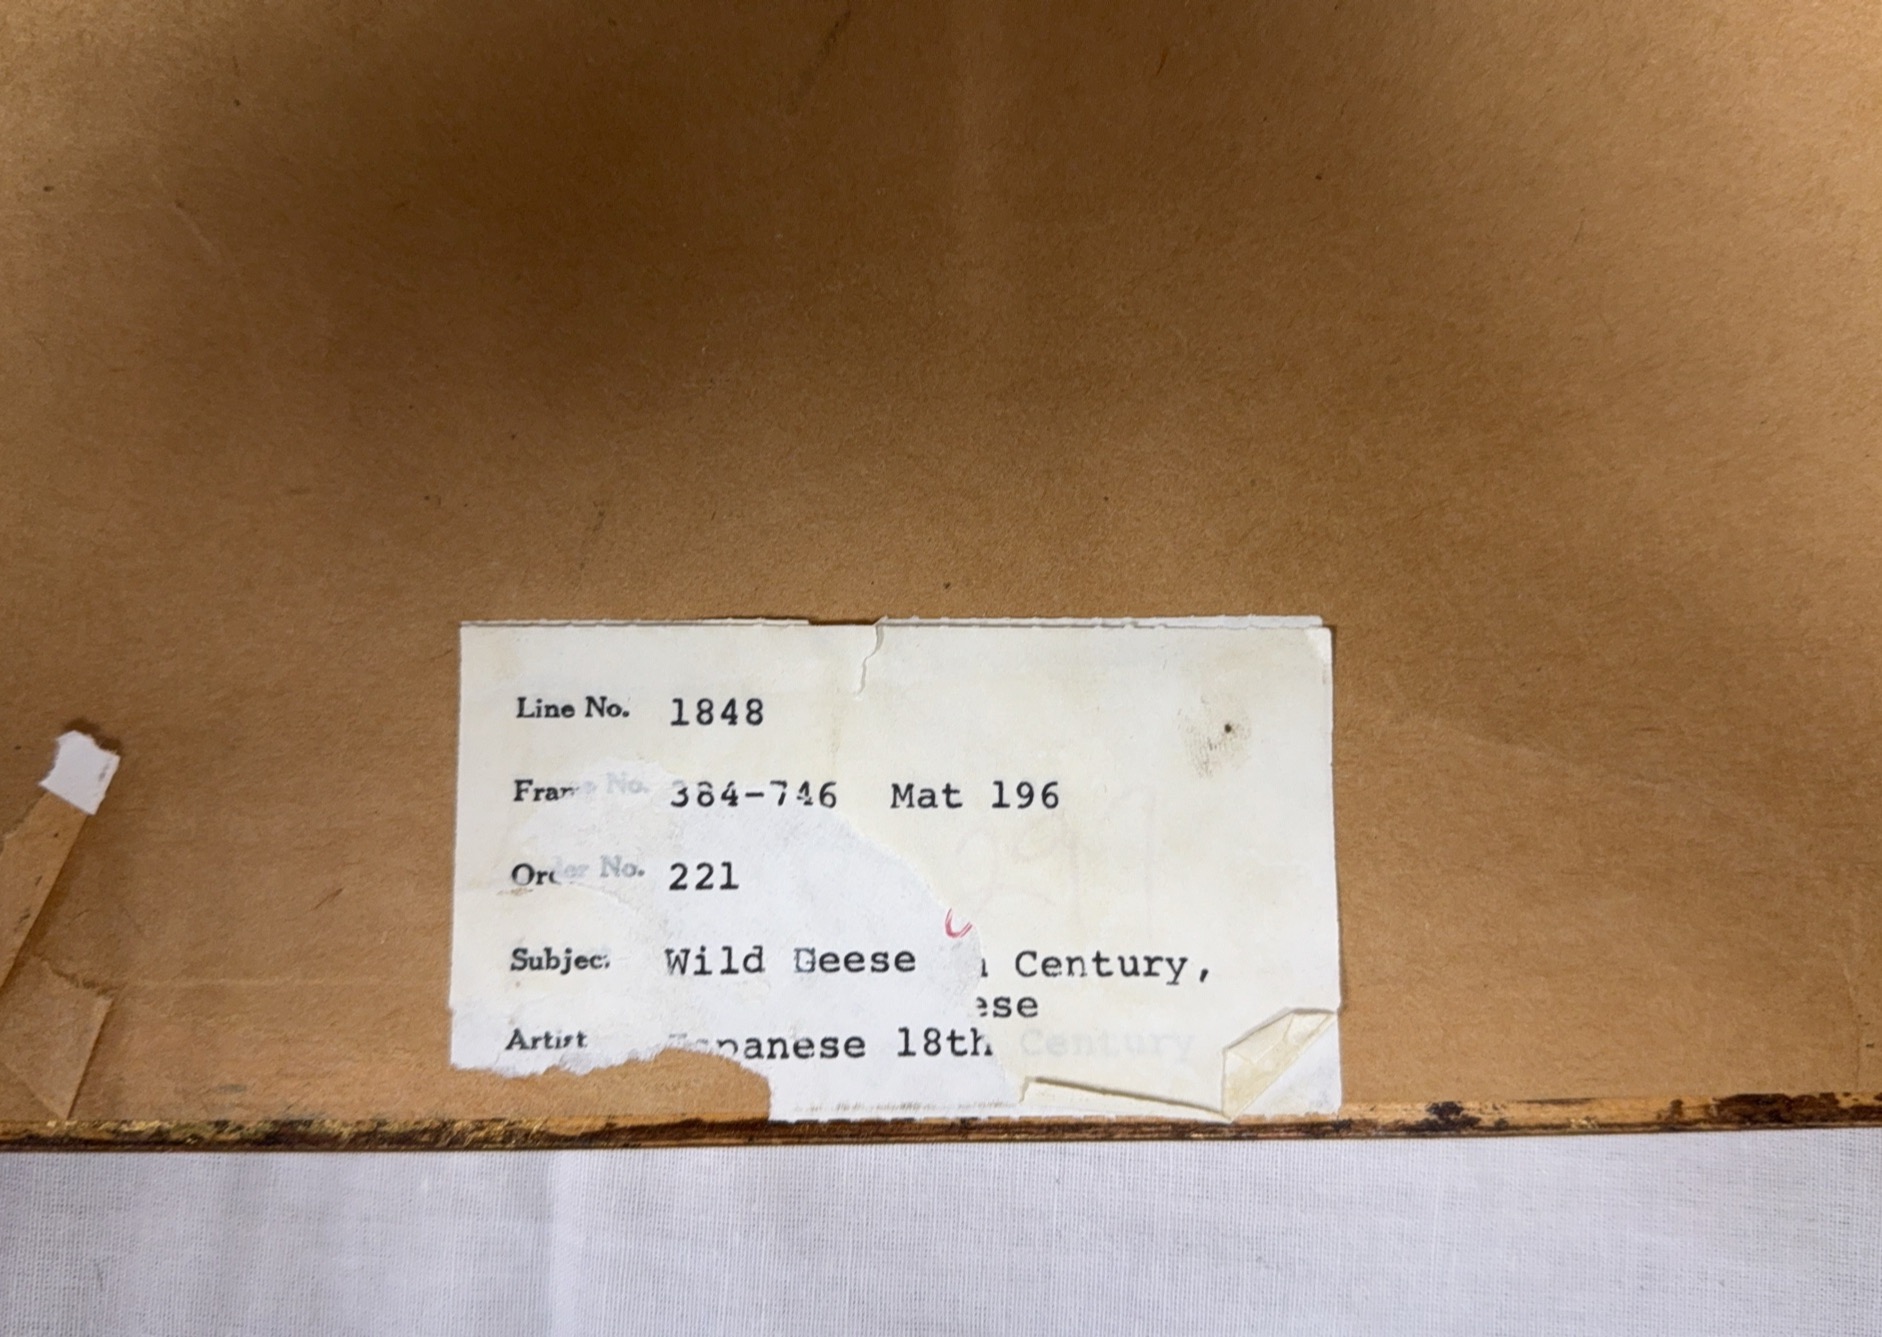 Line No. 1848
Frame No. 384-746 Mat 196
Order No. 221
Subject Wild Geese Century,
ese
Artist Japanese 18th Century